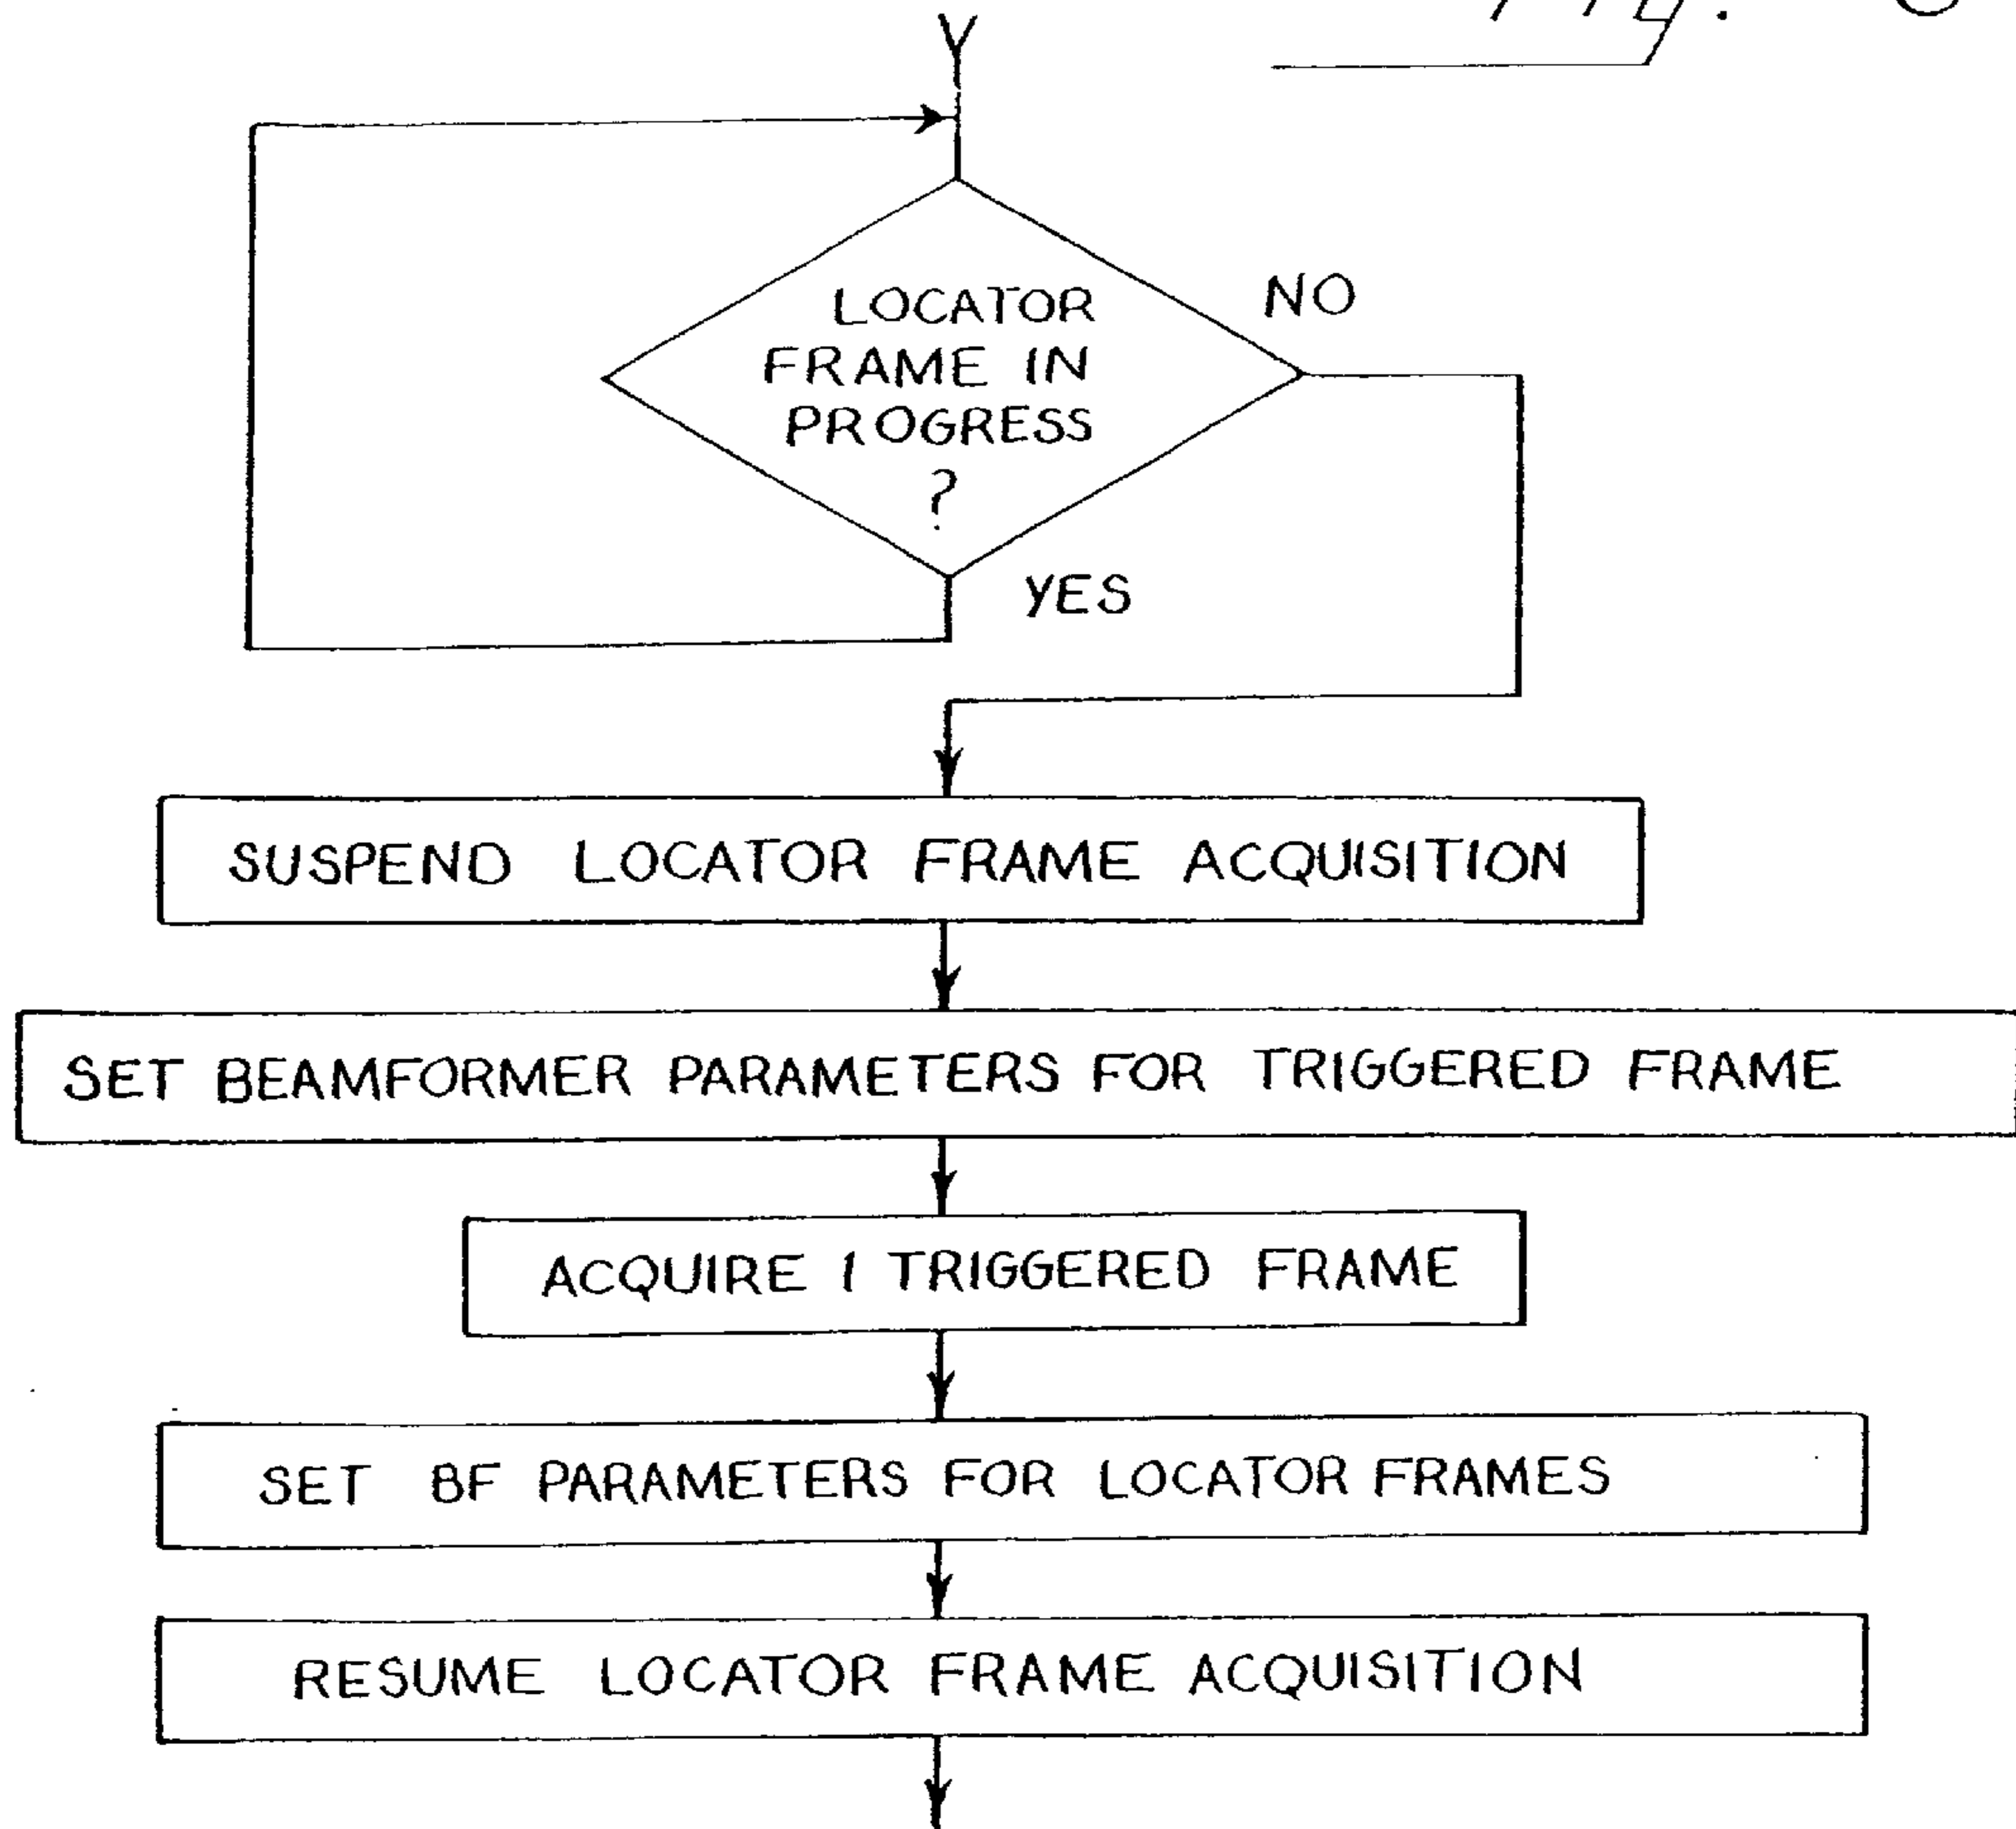 LOCATOR
FRAME IN
PROGRESS
?
NO
YES
SUSPEND LOCATOR FRAME ACQUISITION
SET BEAMFORMER PARAMETERS FOR TRIGGERED FRAME
ACQUIRE 1 TRIGGERED FRAME
SET BF PARAMETERS FOR LOCATOR FRAMES
RESUME LOCATOR FRAME ACQUISITION